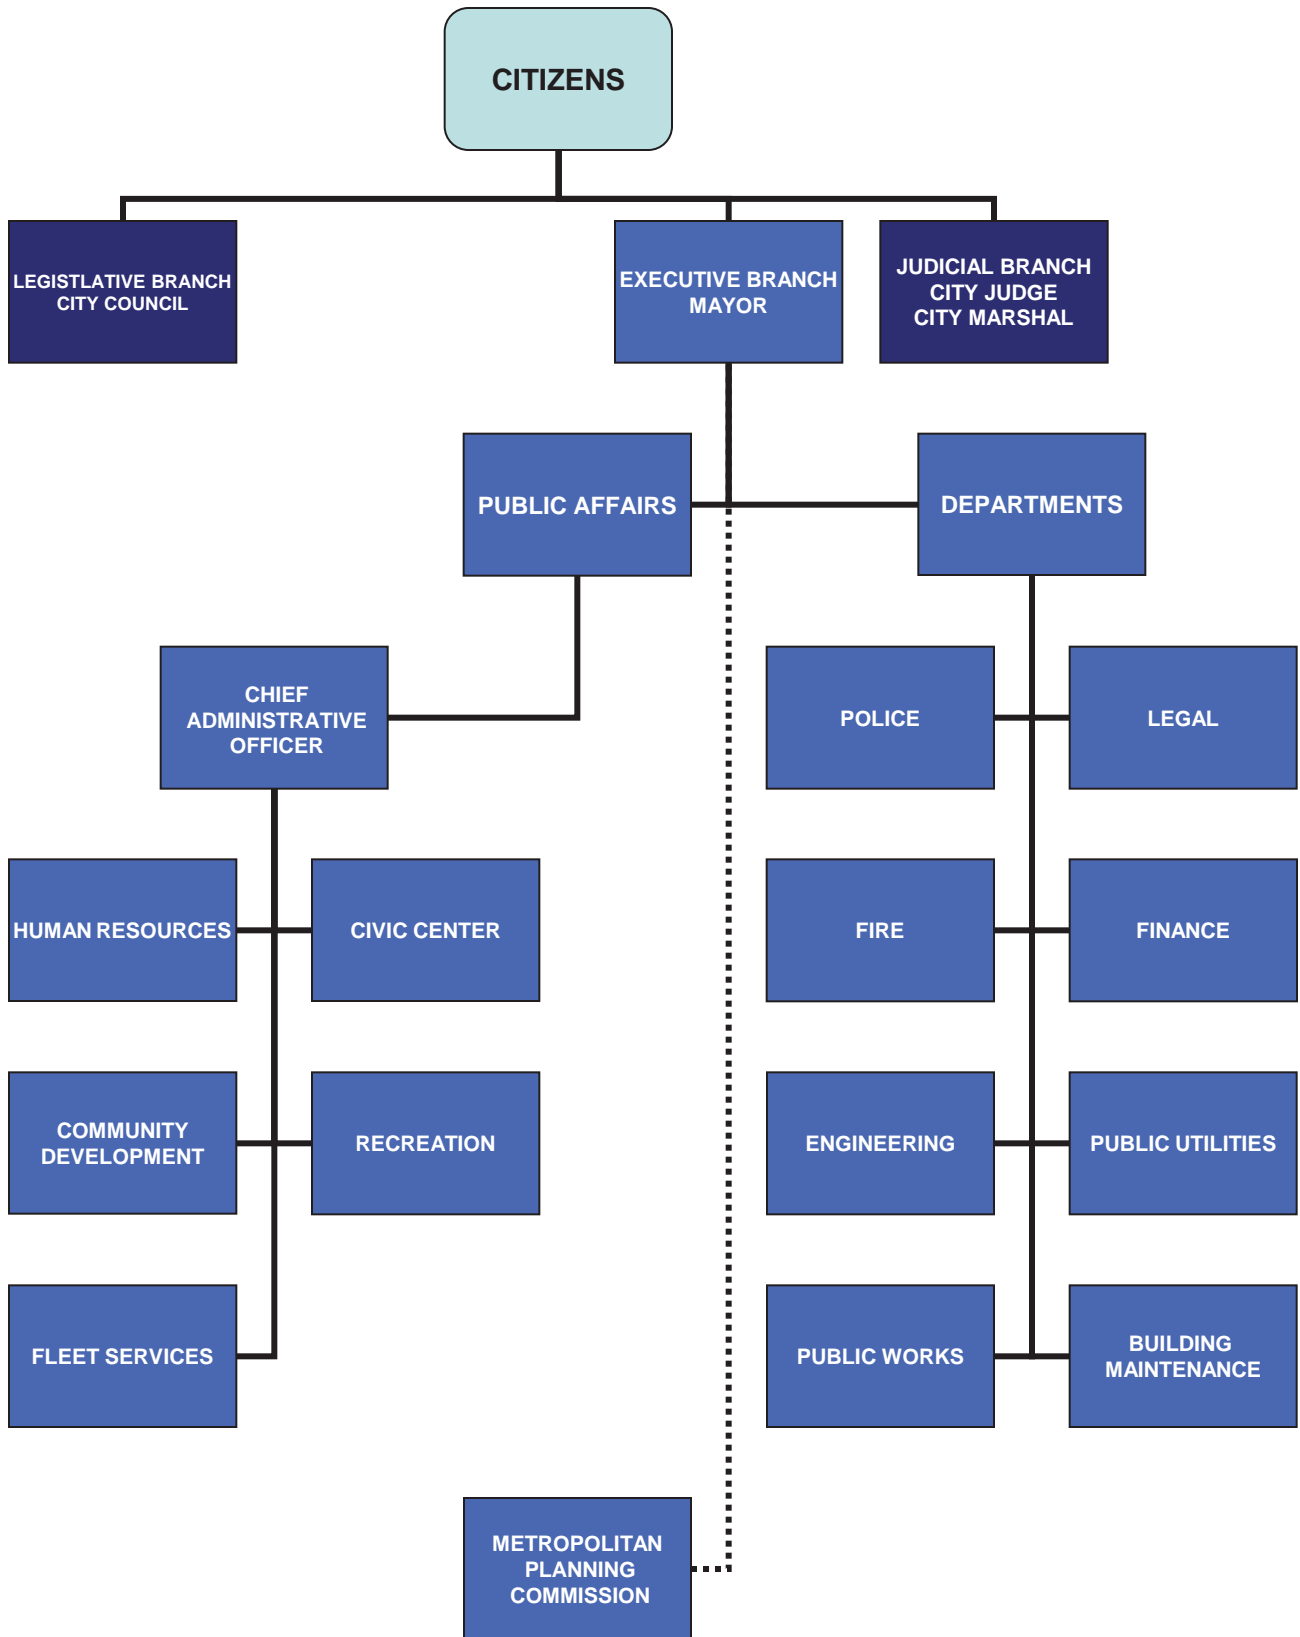 CITIZENS
LEGISTLATIVE BRANCH
CITY COUNCIL
EXECUTIVE BRANCH
MAYOR
JUDICIAL BRANCH
CITY JUDGE
CITY MARSHAL
PUBLIC AFFAIRS
DEPARTMENTS
CHIEF
ADMINISTRATIVE
OFFICER
POLICE
LEGAL
HUMAN RESOURCES
CIVIC CENTER
FIRE
FINANCE
COMMUNITY
DEVELOPMENT
RECREATION
ENGINEERING
PUBLIC UTILITIES
FLEET SERVICES
PUBLIC WORKS
BUILDING
MAINTENANCE
METROPOLITAN
PLANNING
COMMISSION